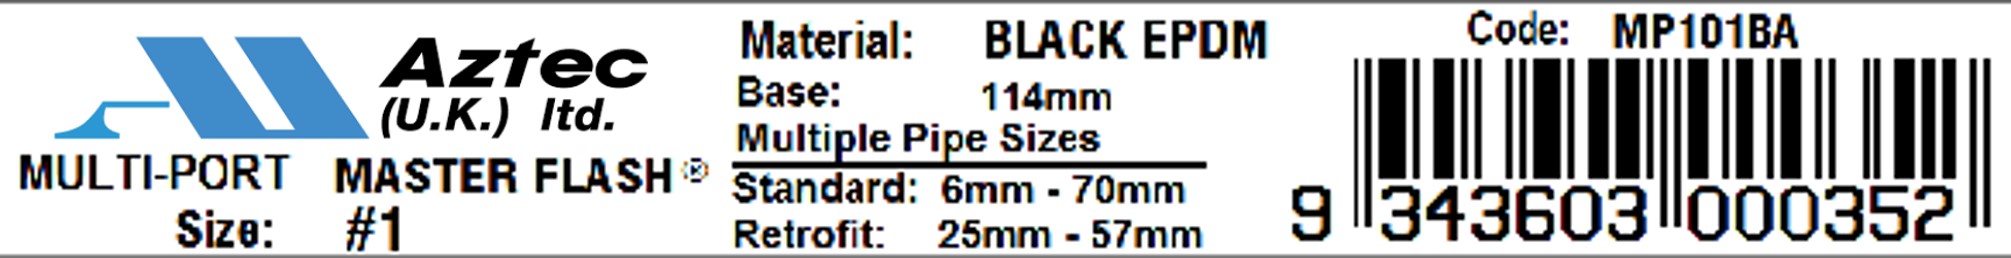 Aztec
(U.K.) ltd.
MULTI-PORT MASTER FLASH®
Size: #1
Material: BLACK EPDM
Base: 114mm
Multiple Pipe Sizes
Standard: 6mm - 70mm
Retrofit: 25mm - 57mm
Code: MP101BA
9 343603 000352